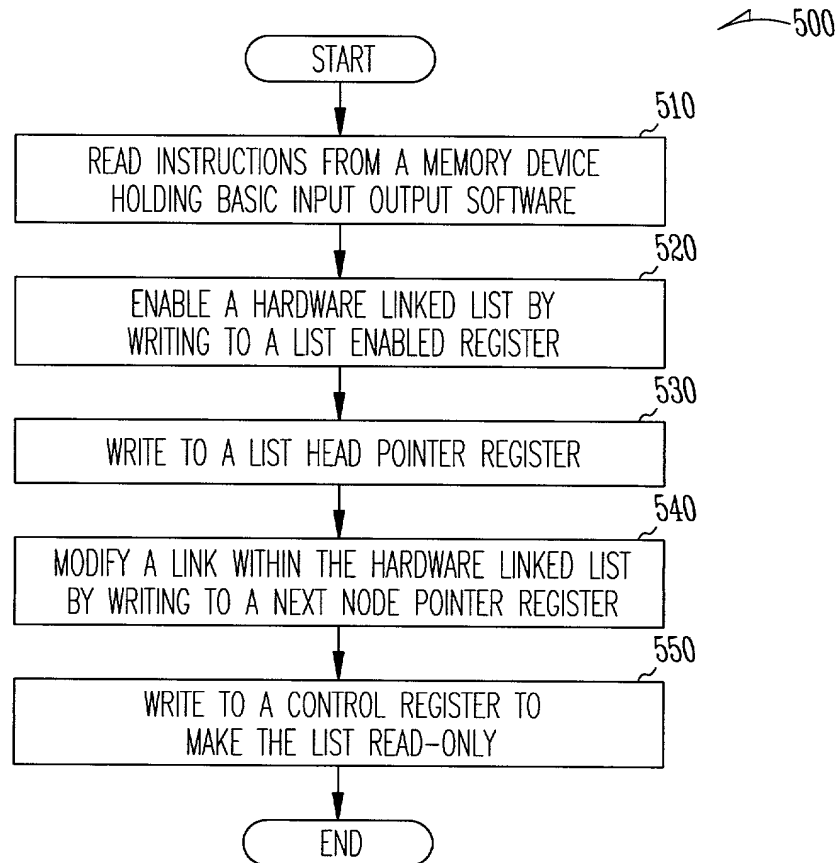 500
START
510
READ INSTRUCTIONS FROM A MEMORY DEVICE
HOLDING BASIC INPUT OUTPUT SOFTWARE
520
ENABLE A HARDWARE LINKED LIST BY
WRITING TO A LIST ENABLED REGISTER
530
WRITE TO A LIST HEAD POINTER REGISTER
540
MODIFY A LINK WITHIN THE HARDWARE LINKED LIST
BY WRITING TO A NEXT NODE POINTER REGISTER
550
WRITE TO A CONTROL REGISTER TO
MAKE THE LIST READ-ONLY
END